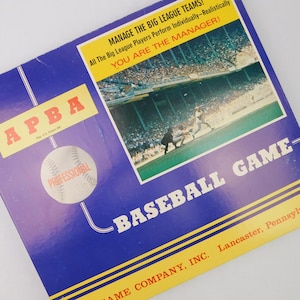 MANAGE THE BIG LEAGUE TEAMS!
All The Big League Players Perform Individually-Realistically
YOU ARE THE MANAGER!
APBA
PROFESSIONAL
BASEBALL GAME
GAME COMPANY, INC. Lancaster, Pennsylv